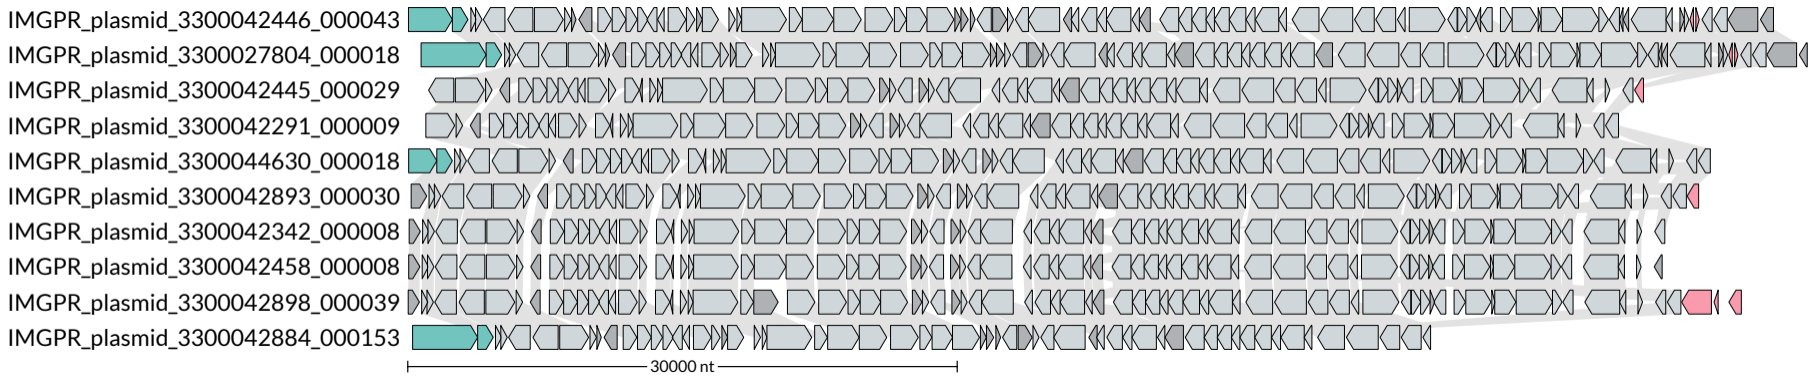 IMGPR_plasmid_3300042446_000043
IMGPR_plasmid_3300027804_000018
IMGPR_plasmid_3300042445_000029
IMGPR_plasmid_3300042291_000009
IMGPR_plasmid_3300044630_000018
IMGPR_plasmid_3300042893_000030
IMGPR_plasmid_3300042342_000008
IMGPR_plasmid_3300042458_000008
IMGPR_plasmid_3300042898_000039
IMGPR_plasmid_3300042884_000153
30000 nt